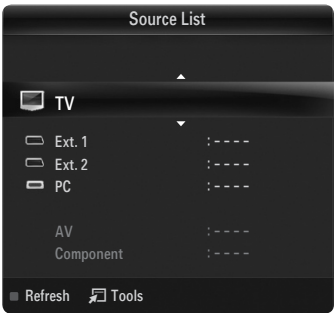 Source List
TV
Ext. 1 :----
Ext. 2 :----
PC :----
AV :----
Component :----
Refresh Tools